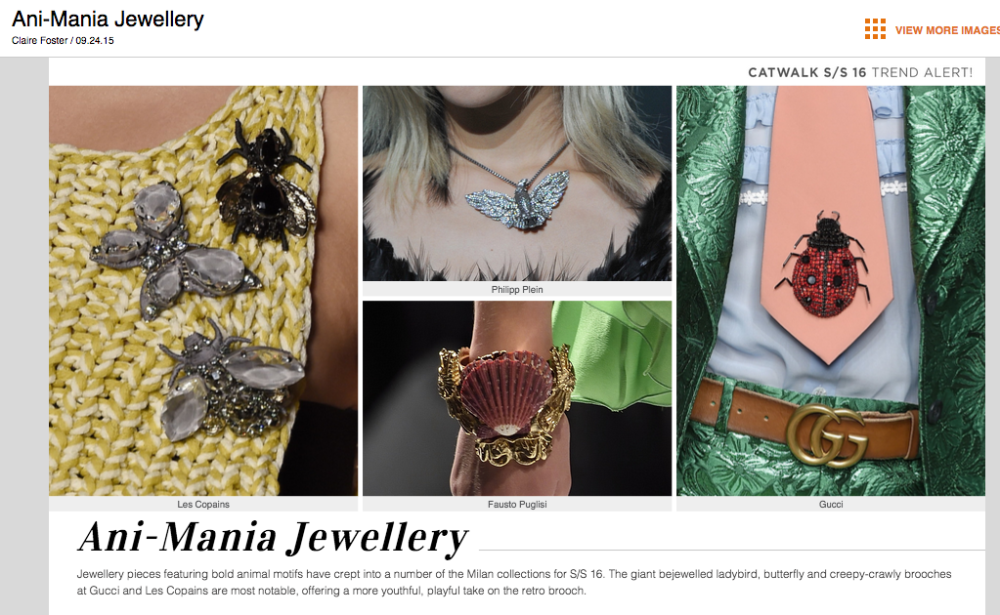 Ani-Mania Jewellery
Claire Foster / 09.24.15
VIEW MORE IMAGES
CATWALK S/S 16 TREND ALERT!
Philipp Plein
Les Copains
Fausto Puglisi
Gucci
Ani-Mania Jewellery
Jewellery pieces featuring bold animal motifs have crept into a number of the Milan collections for S/S 16. The giant bejewelled ladybird, butterfly and creepy-crawly brooches
at Gucci and Les Copains are most notable, offering a more youthful, playful take on the retro brooch.